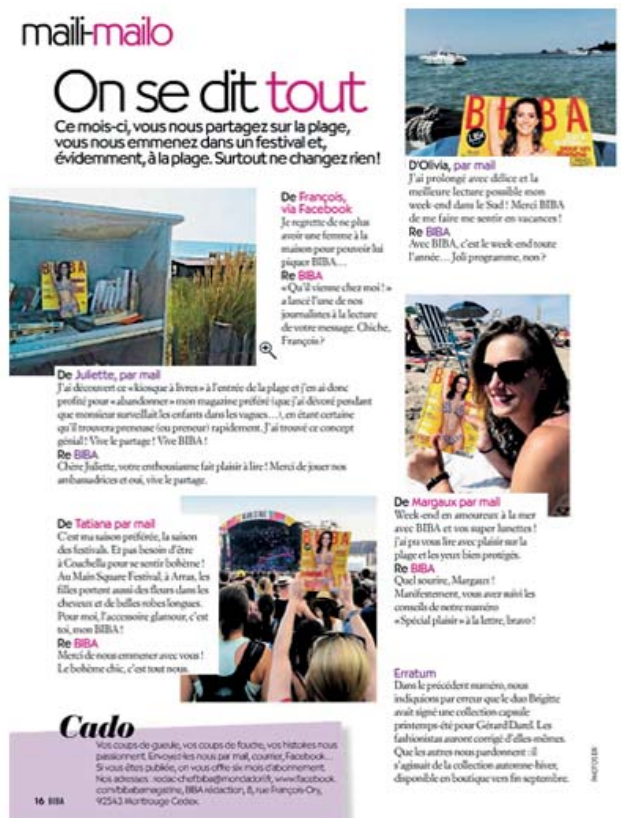 maili-mailo
On se dit tout
Ce mois-ci, vous nous partagez sur la plage,
vous nous emmenez dans un festival et,
évidemment, à la plage. Surtout ne changez rien !
BIBA
D'Olivia, par mail
J'ai prolongé avec délice et la
meilleure lecture possible mon
week-end dans le Sud ! Merci BIBA
de me faire me sentir en vacances !
Re BIBA
Avec BIBA, c'est le week-end toute
l'année… Joli programme, non ?
BIBA
De François,
via Facebook
Je regrette de ne plus
avoir une femme à la
maison pour pouvoir lui
piquer BIBA…
Re BIBA
« Qu'il vienne chez moi ! »
a lancé l'une de nos
journalistes à la lecture
de votre message. Chiche,
François ?
De Juliette, par mail
J'ai découvert ce « kiosque à livres » à l'entrée de la plage et j'en ai donc
profité pour « abandonner » mon magazine préféré (que j'ai dévoré pendant
que monsieur surveillait les enfants dans les vagues…), en étant certaine
qu'il trouvera preneuse (ou preneur) rapidement. J'ai trouvé ce concept
génial ! Vive le partage ! Vive BIBA !
Re BIBA
Chère Juliette, votre enthousiasme fait plaisir à lire ! Merci de jouer nos
ambassadrices et oui, vive le partage.
De Margaux par mail
Week-end en amoureux à la mer
avec BIBA et vos super lunettes !
j'ai pu vous lire avec plaisir sur la
plage et les yeux bien protégés.
Re BIBA
Quel sourire, Margaux !
Manifestement, vous avez suivi les
conseils de notre numéro
« Spécial plaisir » à la lettre, bravo !
De Tatiana par mail
C'est ma saison préférée, la saison
des festivals. Et pas besoin d'être
à Coachella pour se sentir bohème !
Au Main Square Festival, à Arras, les
filles portent aussi des fleurs dans les
cheveux et de belles robes longues.
Pour moi, l'accessoire glamour, c'est
toi, mon BIBA !
Re BIBA
Merci de nous emmener avec vous !
Le bohème chic, c'est tout nous.
BIBA
Erratum
Dans le précédent numéro, nous
indiquions par erreur que le duo Brigitte
avait signé une collection capsule
printemps-été pour Gérard Darel. Les
fashionistas auront corrigé d'elles-mêmes.
Que les autres nous pardonnent : il
s'agissait de la collection automne-hiver,
disponible en boutique vers fin septembre.
Cado
Vos coups de gueule, vos coups de foudre, vos histoires nous
passionnent. Envoyez-les nous par mail, courrier, Facebook…
Si vous êtes publiée, on vous offre six mois d'abonnement.
Nos adresses : redac-chef.biba@mondadori.fr, www.facebook.
com/bibabamagazine, BIBA rédaction, 8, rue François-Ory,
92543 Montrouge Cedex.
16 BIBA